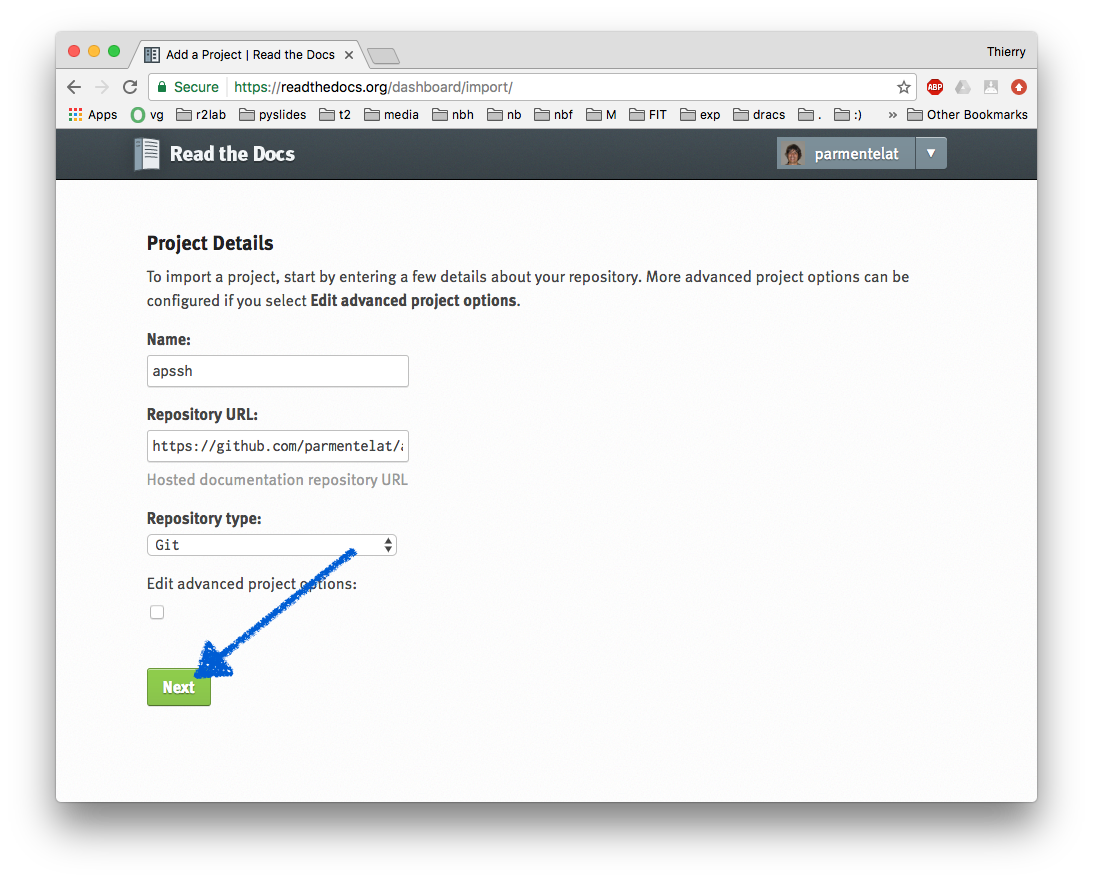 Add a Project | Read the Docs
Thierry
Secure https://readthedocs.org/dashboard/import/
ABP
Apps vg r2lab pyslides t2 media nbh nb nbf M FIT exp dracs . :) » Other Bookmarks
Read the Docs
parmentelat
Project Details
To import a project, start by entering a few details about your repository. More advanced project options can be
configured if you select Edit advanced project options.
Name:
apssh
Repository URL:
https://github.com/parmentelat/
Hosted documentation repository URL
Repository type:
Git
Edit advanced project options:
Next